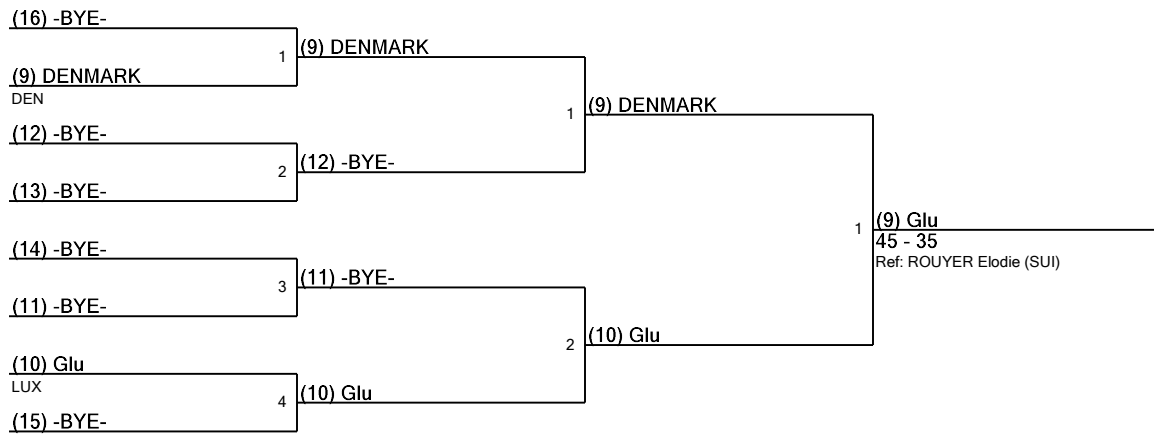 (16) -BYE-
1
(9) DENMARK
(9) DENMARK
DEN
1
(9) DENMARK
(12) -BYE-
2
(12) -BYE-
(13) -BYE-
1
(9) Glu
45 - 35
Ref: ROUYER Elodie (SUI)
(14) -BYE-
3
(11) -BYE-
(11) -BYE-
2
(10) Glu
(10) Glu
LUX
4
(10) Glu
(15) -BYE-